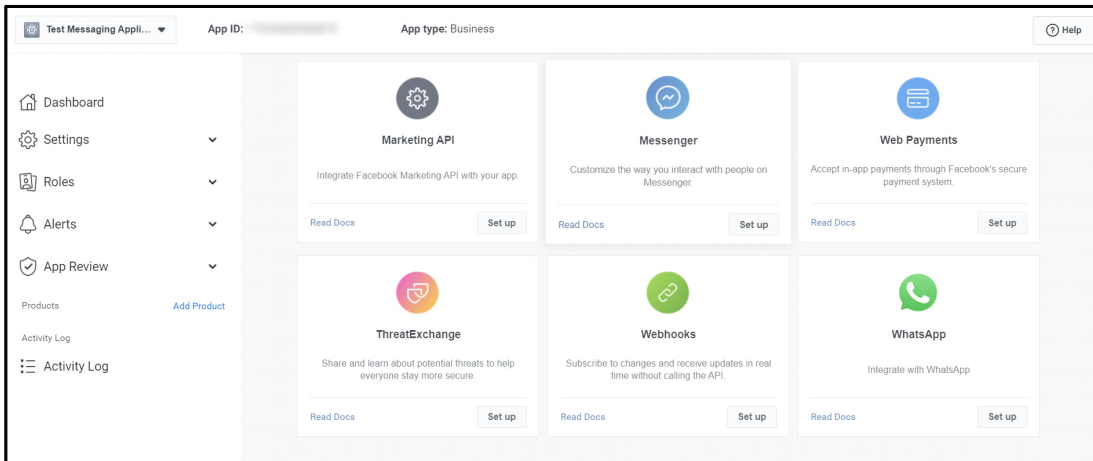 Test Messaging Appli...
App ID:
App type: Business
Help
Dashboard
Settings
Roles
Alerts
App Review
Products
Add Product
Activity Log
Activity Log
Marketing API
Integrate Facebook Marketing API with your app.
Read Docs
Set up
Messenger
Customize the way you interact with people on
Messenger.
Read Docs
Set up
Web Payments
Accept in-app payments through Facebook's secure
payment system.
Read Docs
Set up
ThreatExchange
Share and learn about potential threats to help
everyone stay more secure.
Read Docs
Set up
Webhooks
Subscribe to changes and receive updates in real
time without calling the API.
Read Docs
Set up
WhatsApp
Integrate with WhatsApp
Read Docs
Set up